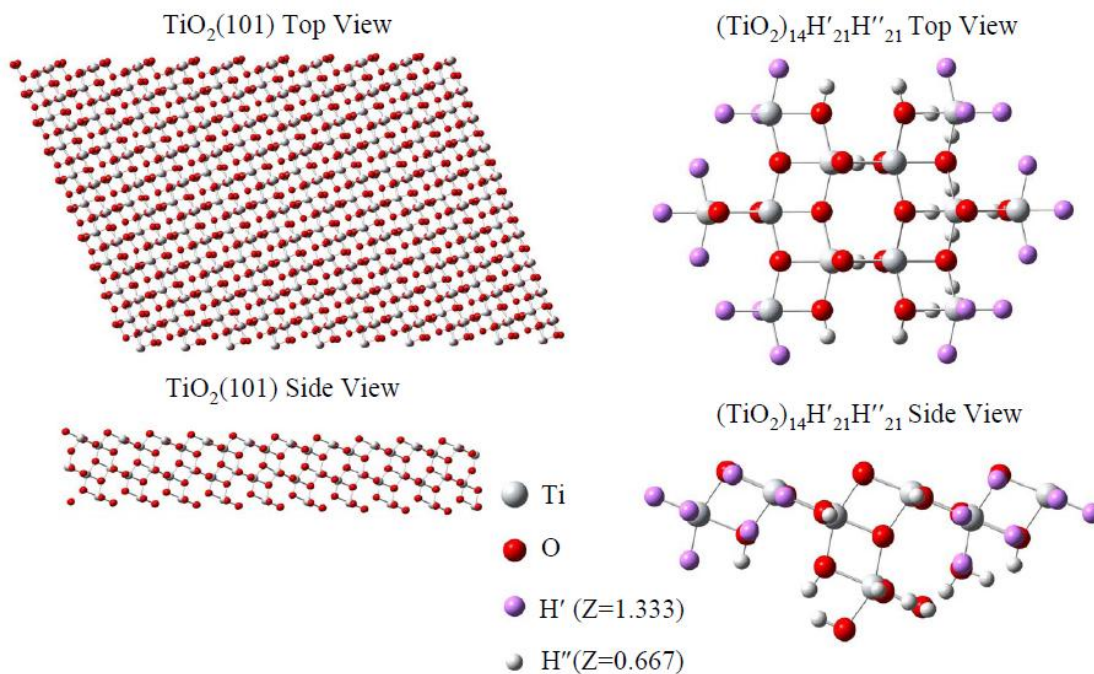 TiO₂(101) Top View
(TiO₂)₁₄H′₂₁H″₂₁ Top View
TiO₂(101) Side View
(TiO₂)₁₄H′₂₁H″₂₁ Side View
Ti
O
H′ (Z=1.333)
H″(Z=0.667)